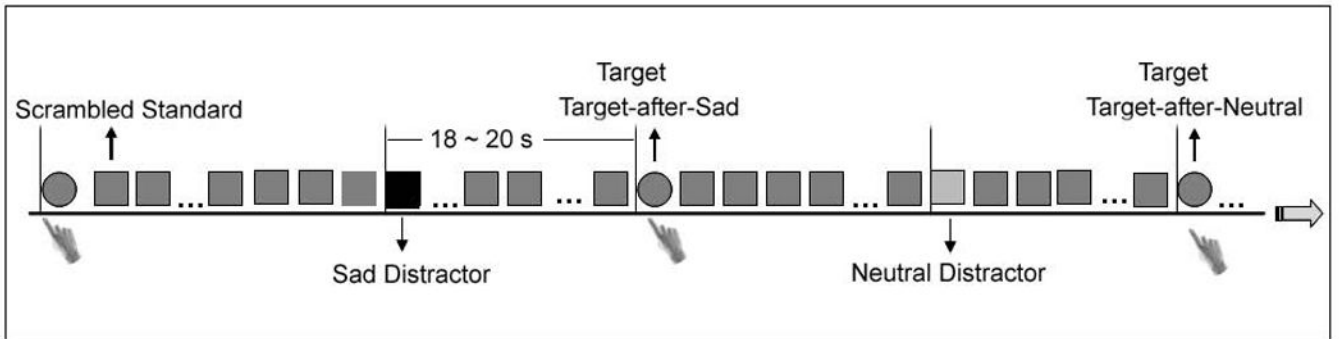 Scrambled Standard
18 ~ 20 s
Target
Target-after-Sad
Target
Target-after-Neutral
...
...
...
...
...
...
Sad Distractor
Neutral Distractor